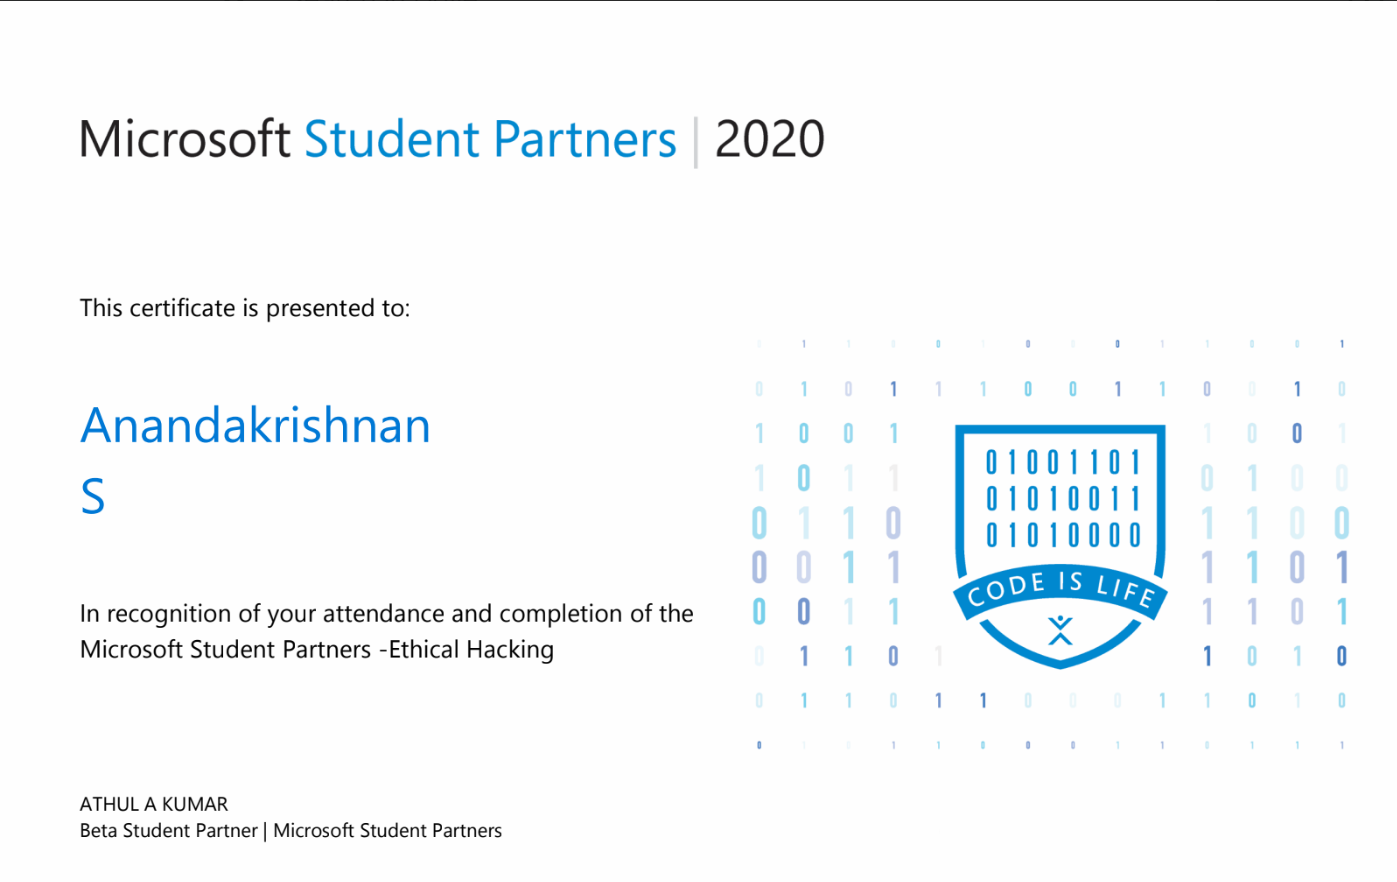 Microsoft Student Partners | 2020
This certificate is presented to:
Anandakrishnan
S
In recognition of your attendance and completion of the
Microsoft Student Partners -Ethical Hacking
ATHUL A KUMAR
Beta Student Partner | Microsoft Student Partners
01001101
01010011
01010000
CODE IS LIFE